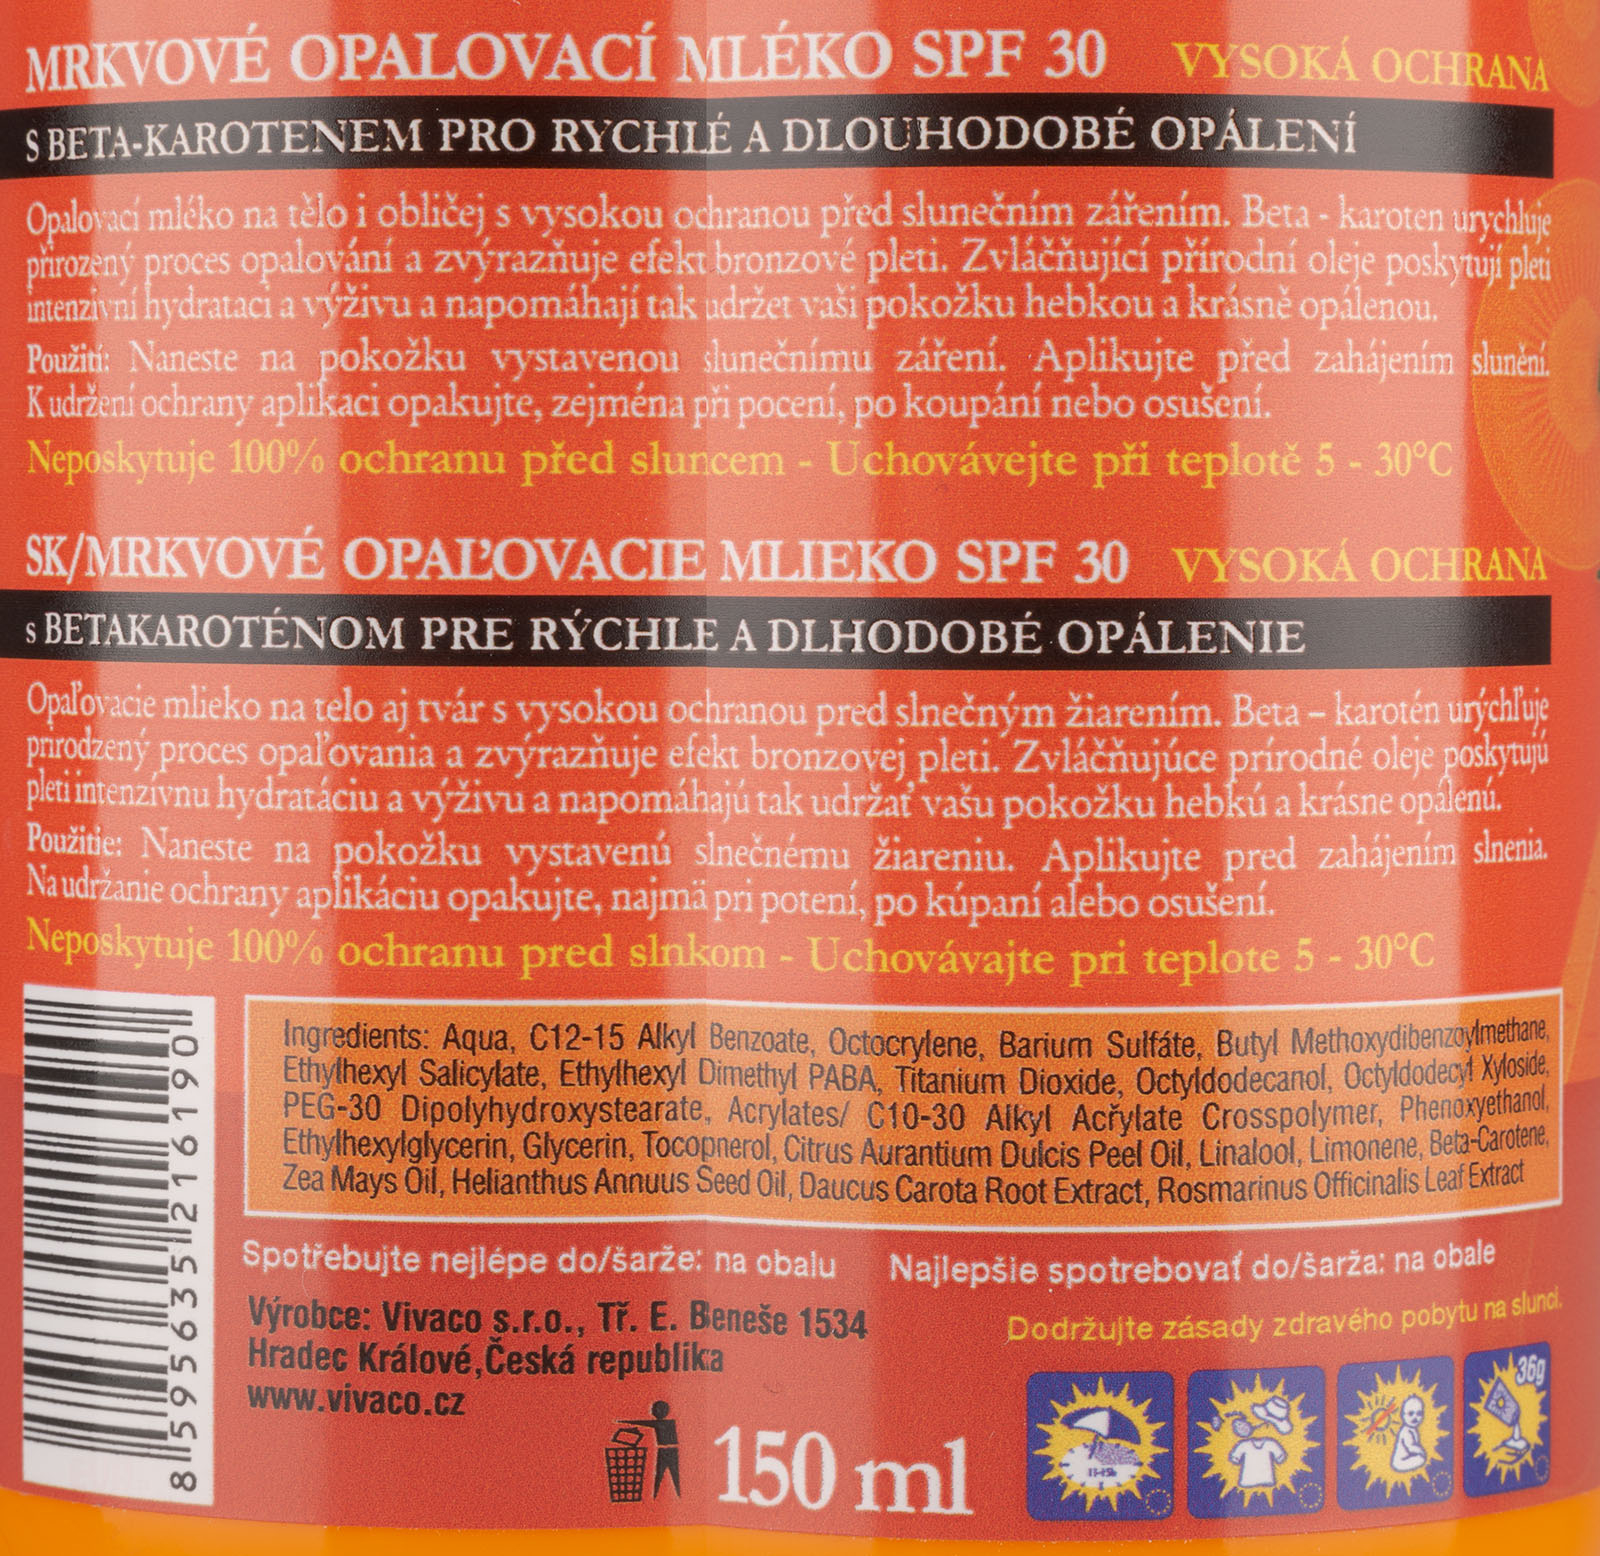 MRKVOVÉ OPALOVACÍ MLÉKO SPF 30 VYSOKÁ OCHRANA
S BETA-KAROTENEM PRO RYCHLÉ A DLOUHODOBÉ OPÁLENÍ
Opalovací mléko na tělo i obličej s vysokou ochranou před slunečním zářením. Beta - karoten urychluje
přirozený proces opalování a zvýrazňuje efekt bronzové pleti. Zvláčňující přírodní oleje poskytují pleti
intenzivní hydrataci a výživu a napomáhají tak udržet vaši pokožku hebkou a krásně opálenou.
Použití: Naneste na pokožku vystavenou slunečnímu záření. Aplikujte před zahájením slunění.
K udržení ochrany aplikaci opakujte, zejména při pocení, po koupání nebo osušení.
Neposkytuje 100% ochranu před sluncem - Uchovávejte při teplotě 5 - 30°C
SK/MRKVOVÉ OPAĽOVACIE MLIEKO SPF 30 VYSOKÁ OCHRANA
s BETAKAROTÉNOM PRE RÝCHLE A DLHODOBÉ OPÁLENIE
Opaľovacie mlieko na telo aj tvár s vysokou ochranou pred slnečným žiarením. Beta – karotén urýchľuje
prirodzený proces opaľovania a zvýrazňuje efekt bronzovej pleti. Zvláčňujúce prírodné oleje poskytujú
pleti intenzívnu hydratáciu a výživu a napomáhajú tak udržať vašu pokožku hebkú a krásne opálenú.
Použitie: Naneste na pokožku vystavenú slnečnému žiareniu. Aplikujte pred zahájením slnenia.
Na udržanie ochrany aplikáciu opakujte, najmä pri potení, po kúpaní alebo osušení.
Neposkytuje 100% ochranu pred slnkom - Uchovávajte pri teplote 5 - 30°C
Ingredients: Aqua, C12-15 Alkyl Benzoate, Octocrylene, Barium Sulfáte, Butyl Methoxydibenzoylmethane,
Ethylhexyl Salicylate, Ethylhexyl Dimethyl PABA, Titanium Dioxide, Octyldodecanol, Octyldodecyl Xyloside,
PEG-30 Dipolyhydroxystearate, Acrylates/ C10-30 Alkyl Acřylate Crosspolymer, Phenoxyethanol,
Ethylhexylglycerin, Glycerin, Tocopnerol, Citrus Aurantium Dulcis Peel Oil, Linalool, Limonene, Beta-Carotene,
Zea Mays Oil, Helianthus Annuus Seed Oil, Daucus Carota Root Extract, Rosmarinus Officinalis Leaf Extract
8 595635 216190
Spotřebujte nejlépe do/šarže: na obalu Najlepšie spotrebovať do/šarža: na obale
Výrobce: Vivaco s.r.o., Tř. E. Beneše 1534
Hradec Králové,Česká republika
www.vivaco.cz
Dodržujte zásady zdravého pobytu na slunci.
11-15h
36g
150 ml